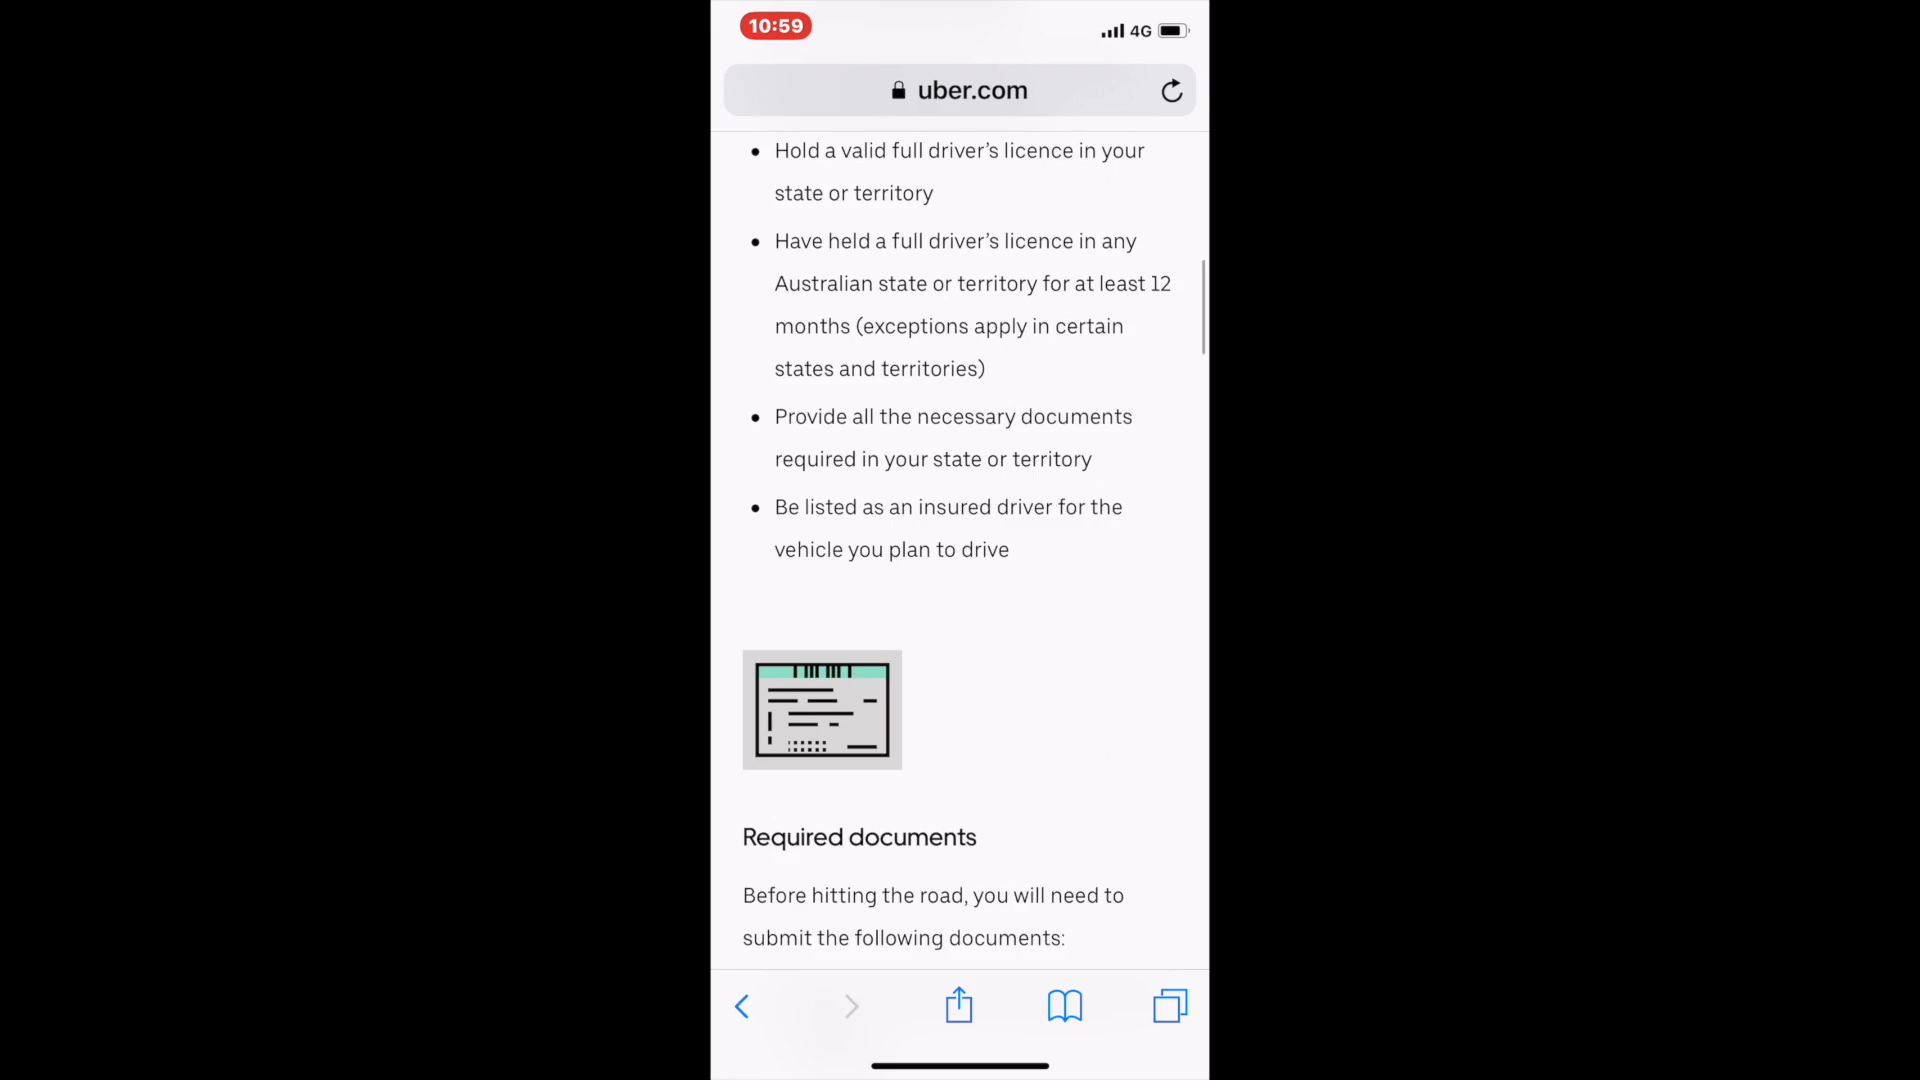 10:59
4G
uber.com
Hold a valid full driver’s licence in your
state or territory
Have held a full driver’s licence in any
Australian state or territory for at least 12
months (exceptions apply in certain
states and territories)
Provide all the necessary documents
required in your state or territory
Be listed as an insured driver for the
vehicle you plan to drive
Required documents
Before hitting the road, you will need to
submit the following documents: